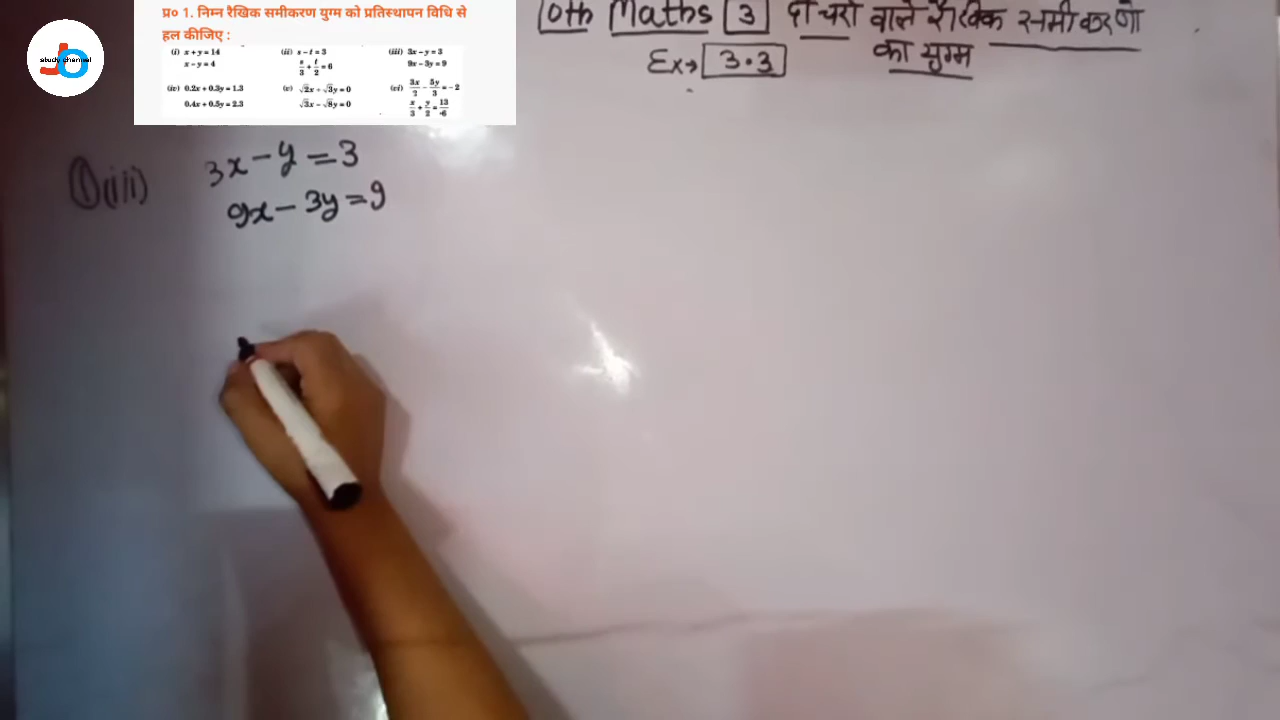 प्र० 1. निम्न रैखिक समीकरण युग्म को प्रतिस्थापन विधि से
हल कीजिए :
(i) x + y = 14
x – y = 4
(ii) s – t = 3
s/3 + t/2 = 6
(iii) 3x – y = 3
9x – 3y = 9
(iv) 0.2x + 0.3y = 1.3
0.4x + 0.5y = 2.3
(v) √2x + √3y = 0
√3x – √8y = 0
(vi) 3x/2 – 5y/3 = –2
x/3 + y/2 = 13/6
study channel
10th Maths 3 दो चरों वाले रैखिक समीकरणो
का युग्म
Ex→ 3.3
①(iii) 3x – y = 3
9x – 3y = 9